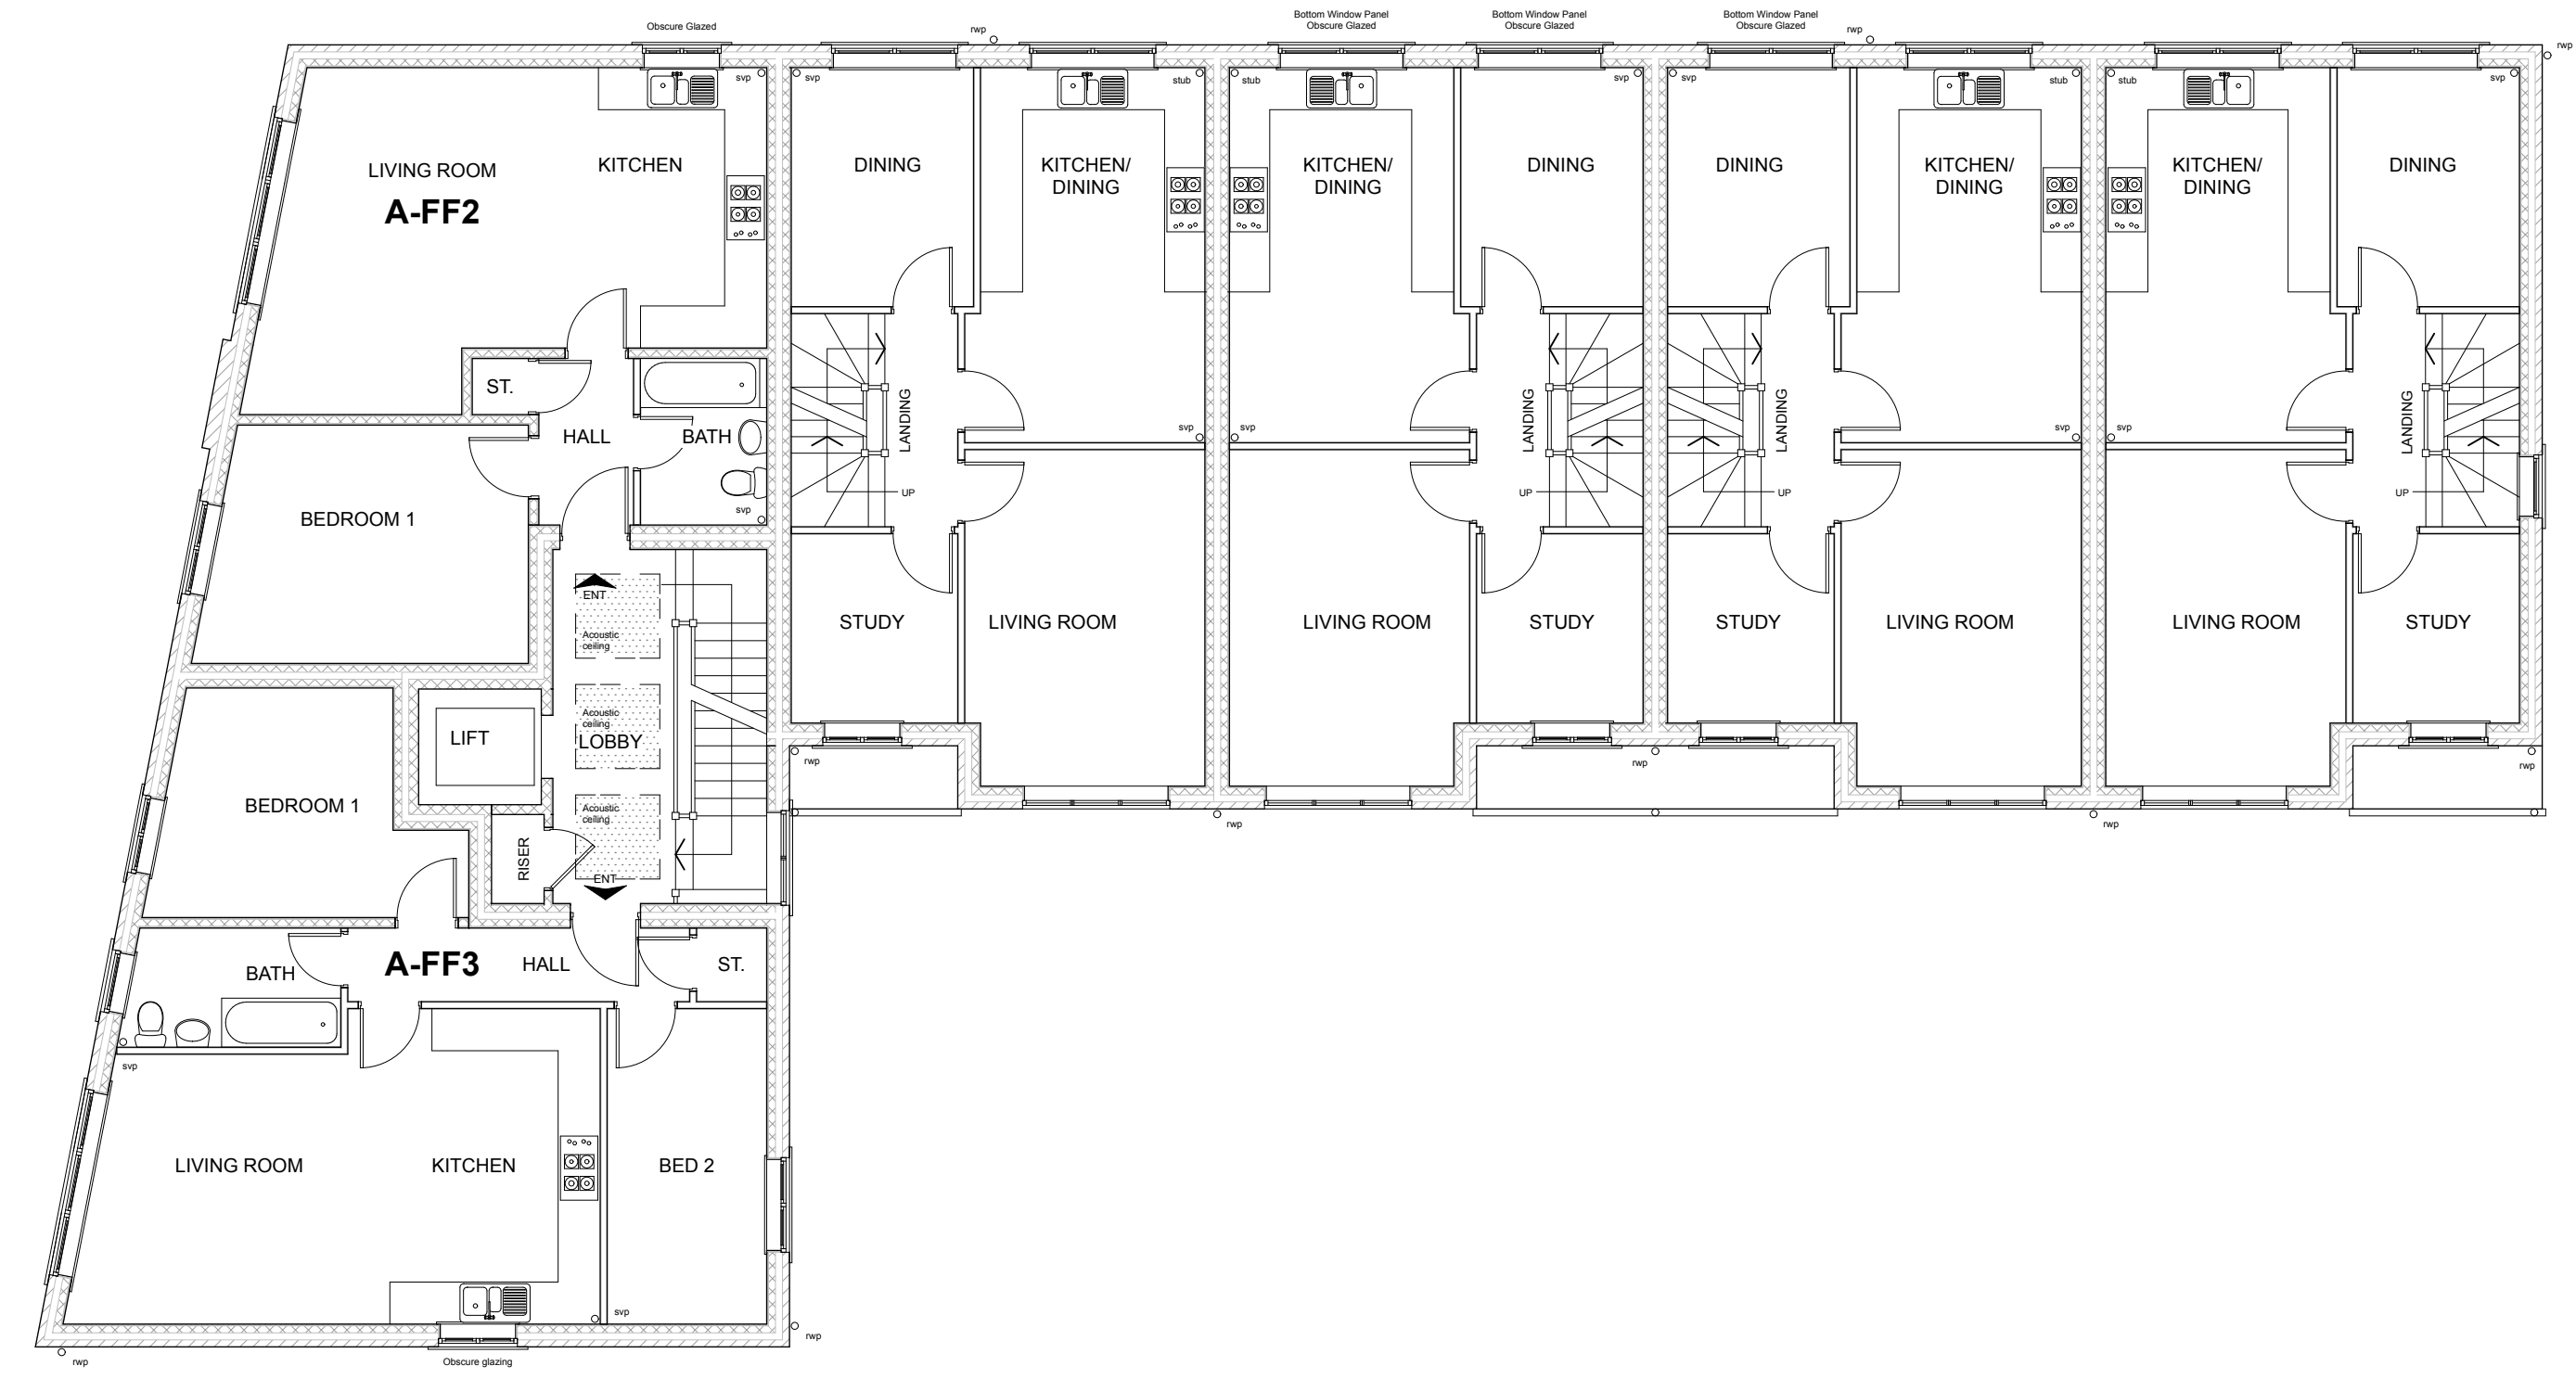 Obscure Glazed
rwp
Bottom Window Panel
Obscure Glazed
Bottom Window Panel
Obscure Glazed
Bottom Window Panel
Obscure Glazed
rwp
rwp
svp
svp
stub
stub
svp
svp
stub
stub
svp
LIVING ROOM
A-FF2
KITCHEN
DINING
KITCHEN/
DINING
KITCHEN/
DINING
DINING
DINING
KITCHEN/
DINING
KITCHEN/
DINING
DINING
ST.
HALL
BATH
svp
LANDING
svp
svp
LANDING
LANDING
svp
svp
LANDING
UP
UP
UP
UP
BEDROOM 1
ENT
Acoustic
ceiling
STUDY
LIVING ROOM
LIVING ROOM
STUDY
STUDY
LIVING ROOM
LIVING ROOM
STUDY
LIFT
Acoustic
ceiling
LOBBY
rwp
rwp
rwp
BEDROOM 1
Acoustic
ceiling
RISER
ENT
rwp
rwp
BATH
A-FF3
HALL
ST.
svp
LIVING ROOM
KITCHEN
BED 2
svp
rwp
rwp
Obscure glazing